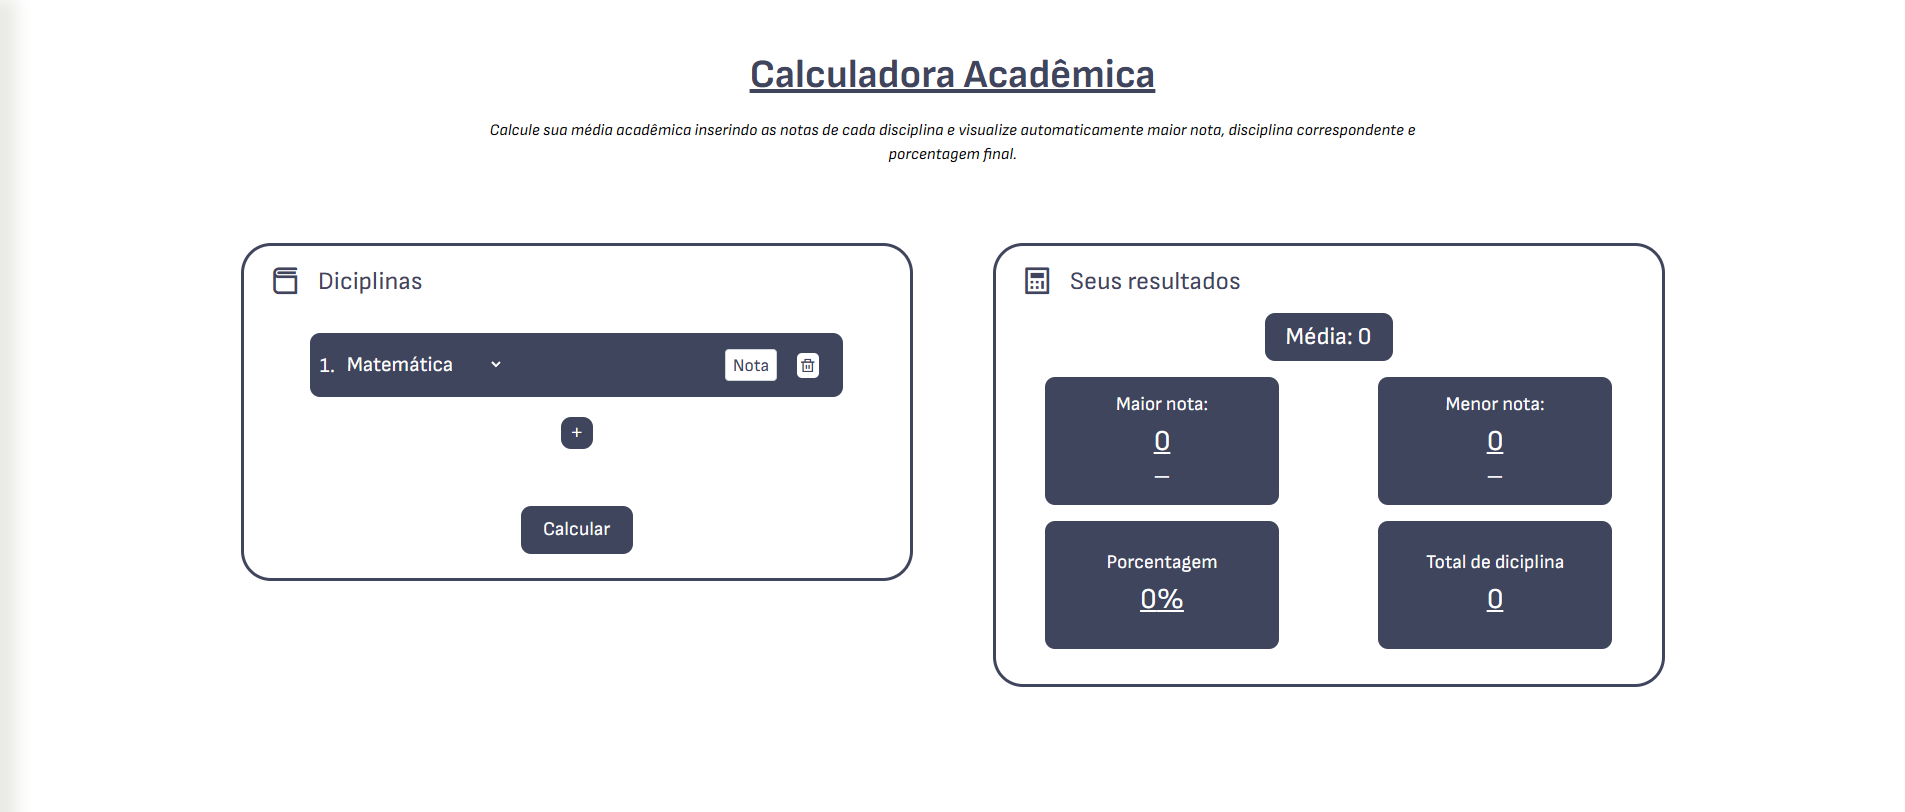 Calculadora Acadêmica
Calcule sua média acadêmica inserindo as notas de cada disciplina e visualize automaticamente maior nota, disciplina correspondente e
porcentagem final.
Diciplinas
1. Matemática
Nota
+
Calcular
Seus resultados
Média: 0
Maior nota:
0
—
Menor nota:
0
—
Porcentagem
0%
Total de diciplina
0